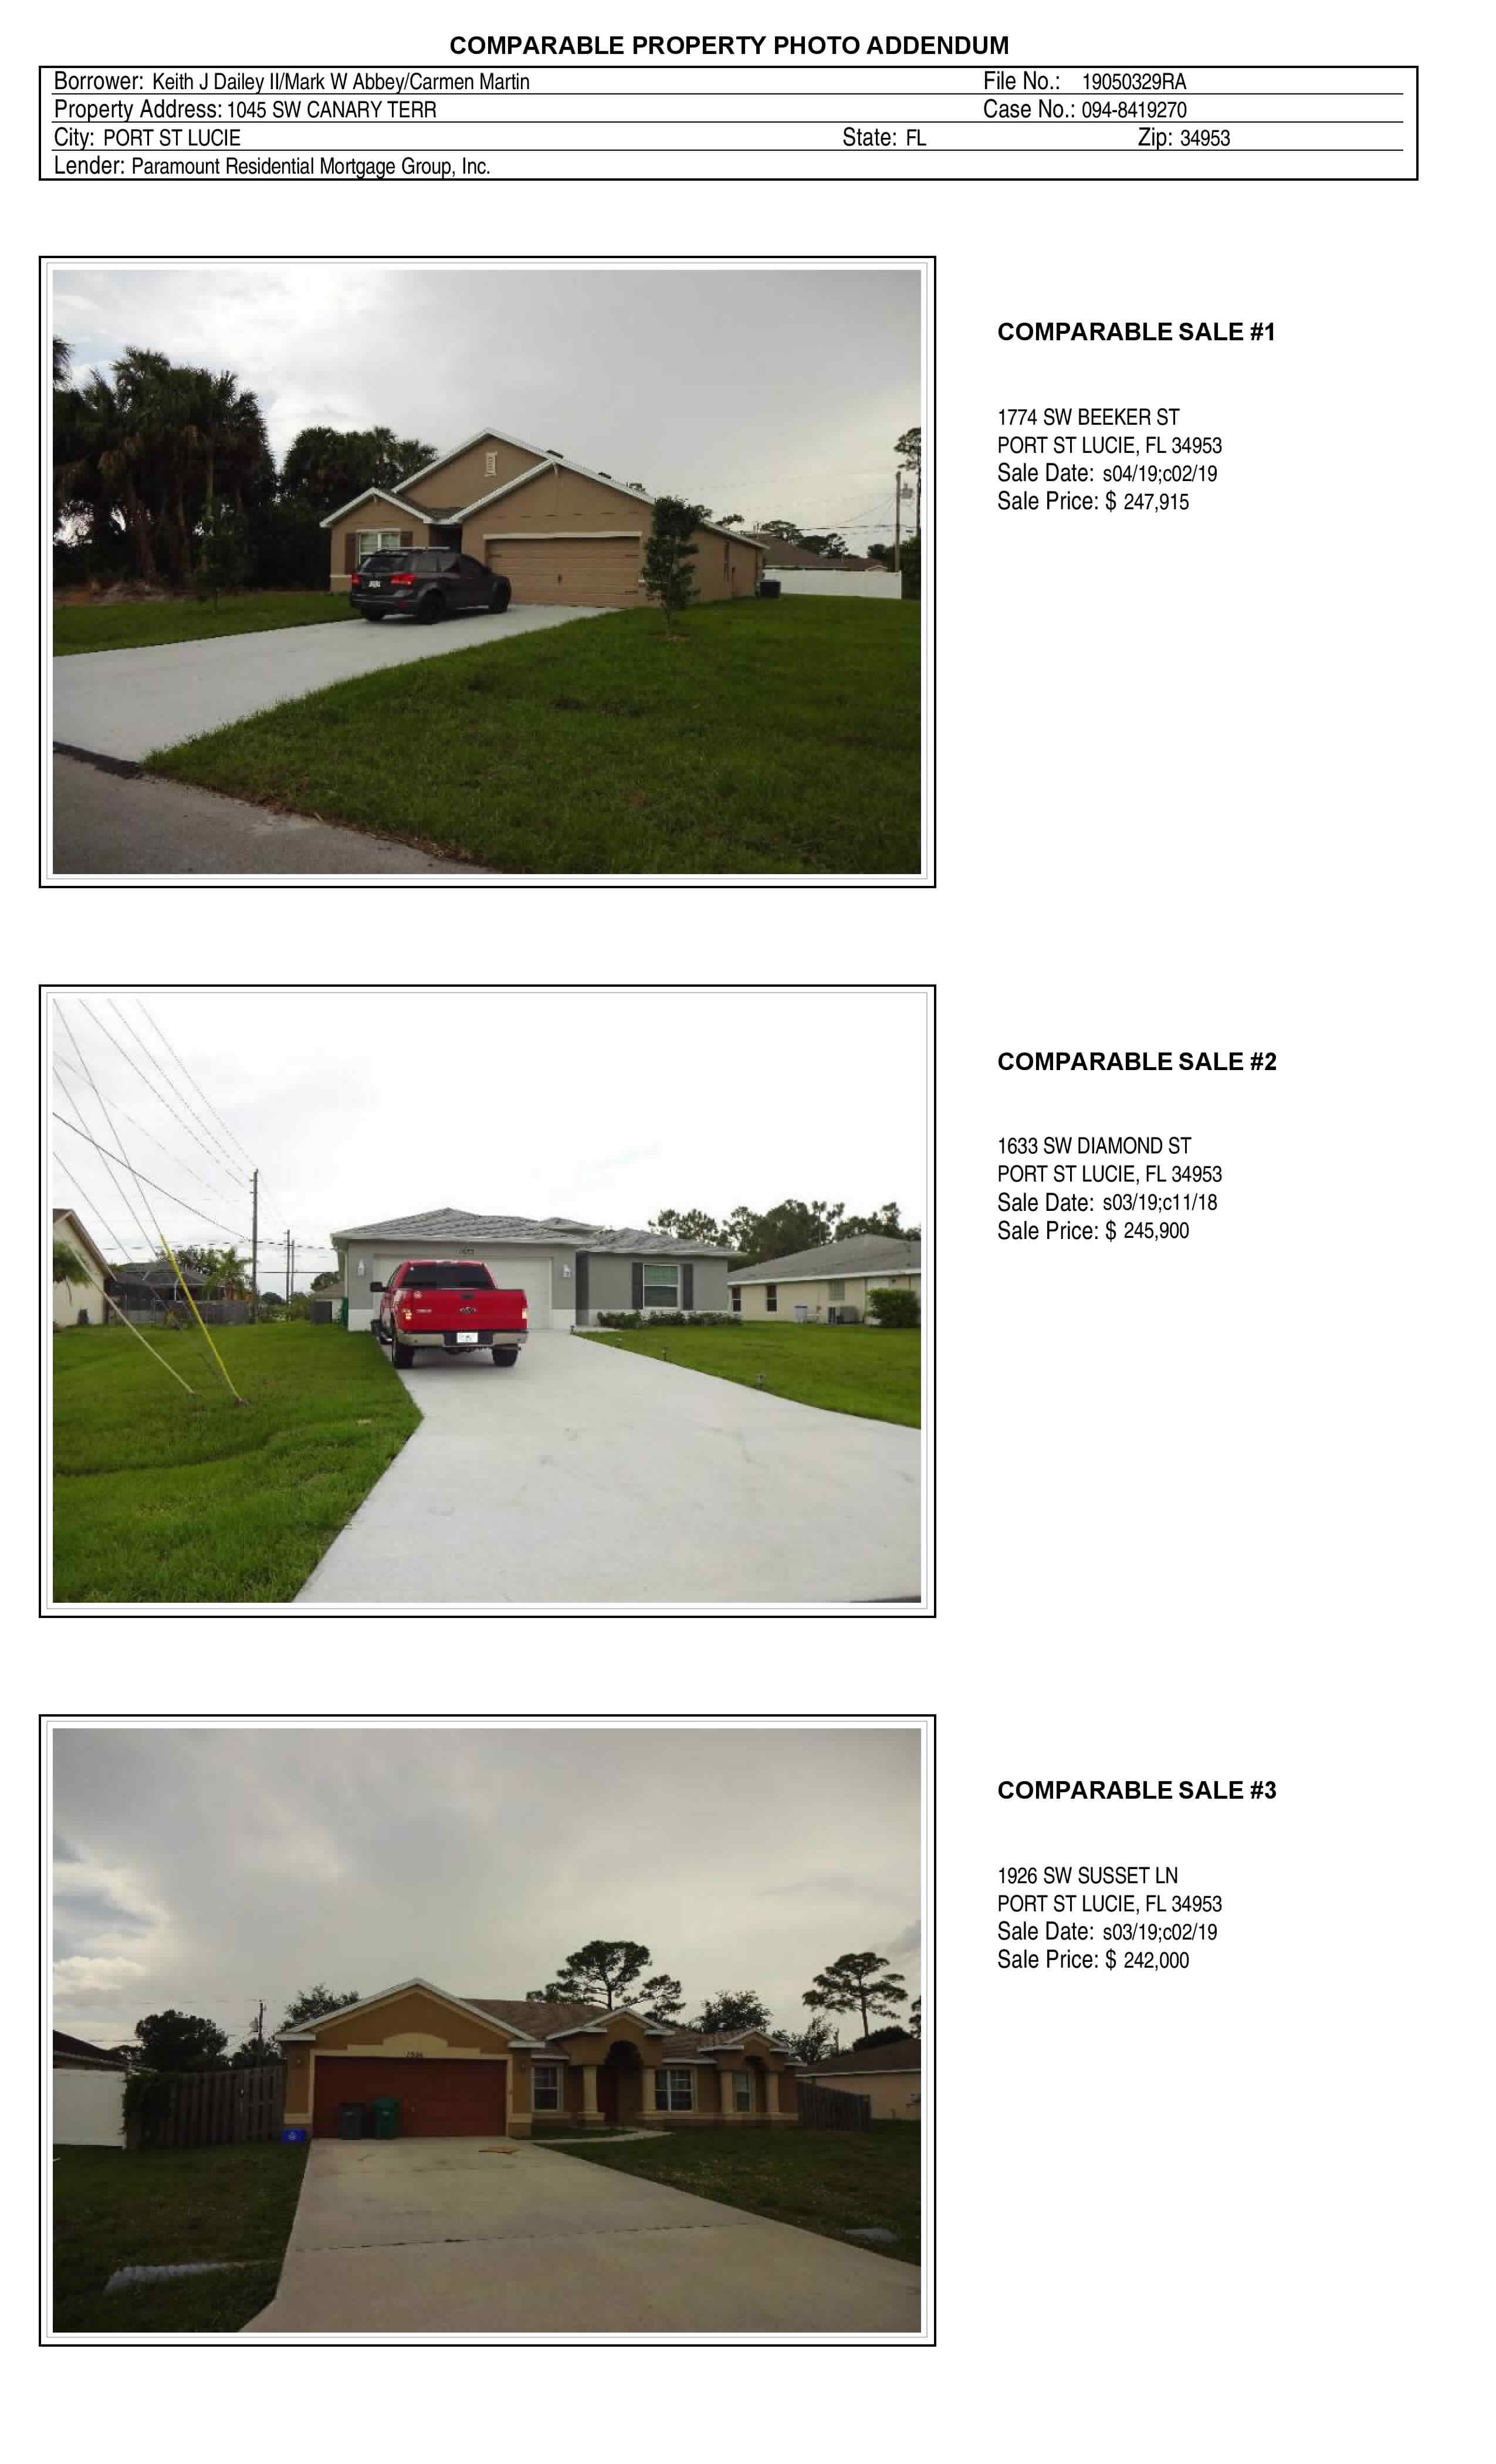 COMPARABLE PROPERTY PHOTO ADDENDUM
Borrower: Keith J Dailey II/Mark W Abbey/Carmen Martin File No.: 19050329RA
Property Address: 1045 SW CANARY TERR Case No.: 094-8419270
City: PORT ST LUCIE State: FL Zip: 34953
Lender: Paramount Residential Mortgage Group, Inc.
COMPARABLE SALE #1
1774 SW BEEKER ST
PORT ST LUCIE, FL 34953
Sale Date: s04/19;c02/19
Sale Price: $ 247,915
COMPARABLE SALE #2
1633 SW DIAMOND ST
PORT ST LUCIE, FL 34953
Sale Date: s03/19;c11/18
Sale Price: $ 245,900
COMPARABLE SALE #3
1926 SW SUSSET LN
PORT ST LUCIE, FL 34953
Sale Date: s03/19;c02/19
Sale Price: $ 242,000